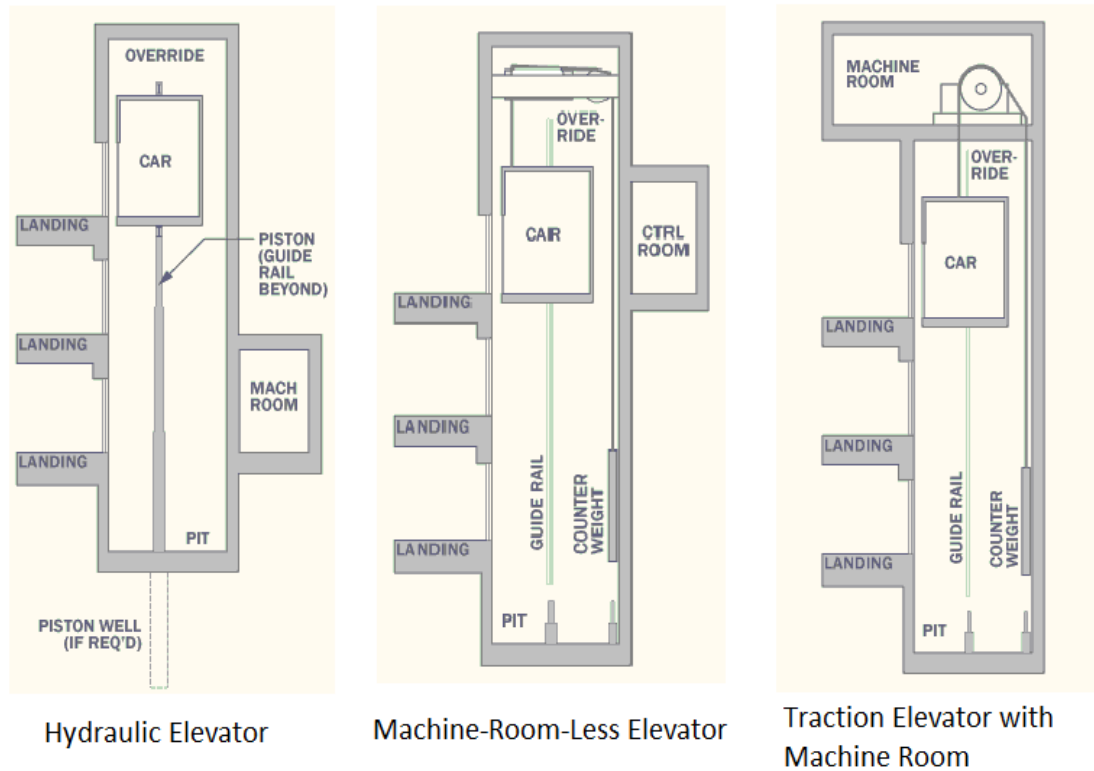 OVERRIDE
CAR
LANDING
PISTON
(GUIDE
RAIL
BEYOND)
LANDING
MACH
ROOM
LANDING
PIT
PISTON WELL
(IF REQ'D)
Hydraulic Elevator
OVER-
RIDE
CAR
CTRL
ROOM
LANDING
LANDING
GUIDE RAIL
COUNTER
WEIGHT
LANDING
PIT
Machine-Room-Less Elevator
MACHINE
ROOM
OVER-
RIDE
CAR
LANDING
LANDING
GUIDE RAIL
COUNTER
WEIGHT
LANDING
PIT
Traction Elevator with
Machine Room